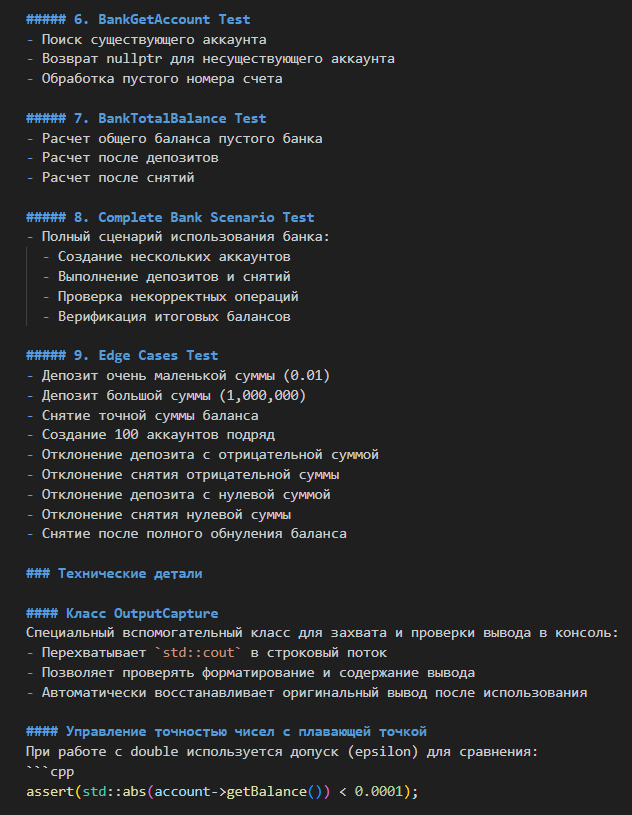 ##### 6. BankGetAccount Test
- Поиск существующего аккаунта
- Возврат nullptr для несуществующего аккаунта
- Обработка пустого номера счета
##### 7. BankTotalBalance Test
- Расчет общего баланса пустого банка
- Расчет после депозитов
- Расчет после снятий
##### 8. Complete Bank Scenario Test
- Полный сценарий использования банка:
- Создание нескольких аккаунтов
- Выполнение депозитов и снятий
- Проверка некорректных операций
- Верификация итоговых балансов
##### 9. Edge Cases Test
- Депозит очень маленькой суммы (0.01)
- Депозит большой суммы (1,000,000)
- Снятие точной суммы баланса
- Создание 100 аккаунтов подряд
- Отклонение депозита с отрицательной суммой
- Отклонение снятия отрицательной суммы
- Отклонение депозита с нулевой суммой
- Отклонение снятия нулевой суммы
- Снятие после полного обнуления баланса
### Технические детали
#### Класс OutputCapture
Специальный вспомогательный класс для захвата и проверки вывода в консоль:
- Перехватывает `std::cout` в строковый поток
- Позволяет проверять форматирование и содержание вывода
- Автоматически восстанавливает оригинальный вывод после использования
#### Управление точностью чисел с плавающей точкой
При работе с double используется допуск (epsilon) для сравнения:
```cpp
assert(std::abs(account->getBalance()) < 0.0001);